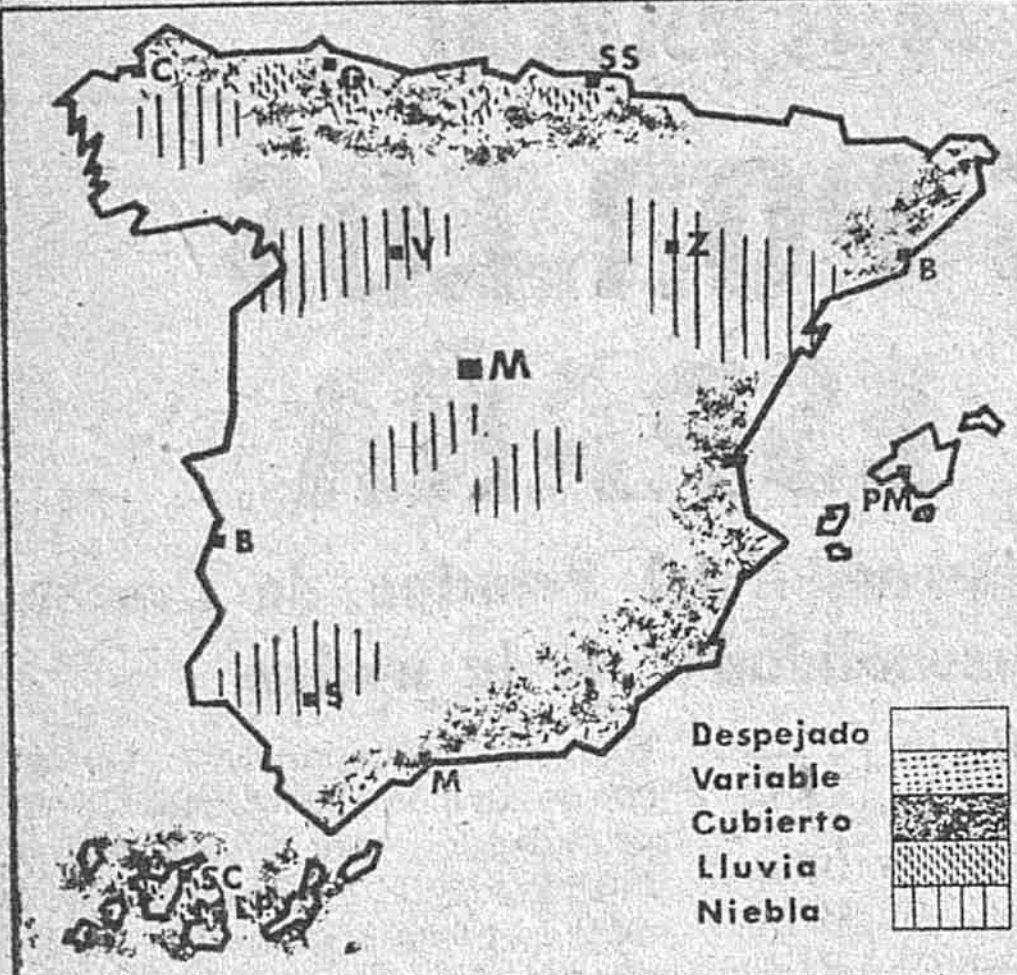 SS
C
G
V
Z
B
M
PM
B
S
M
SC
Despejado
Variable
Cubierto
Lluvia
Niebla